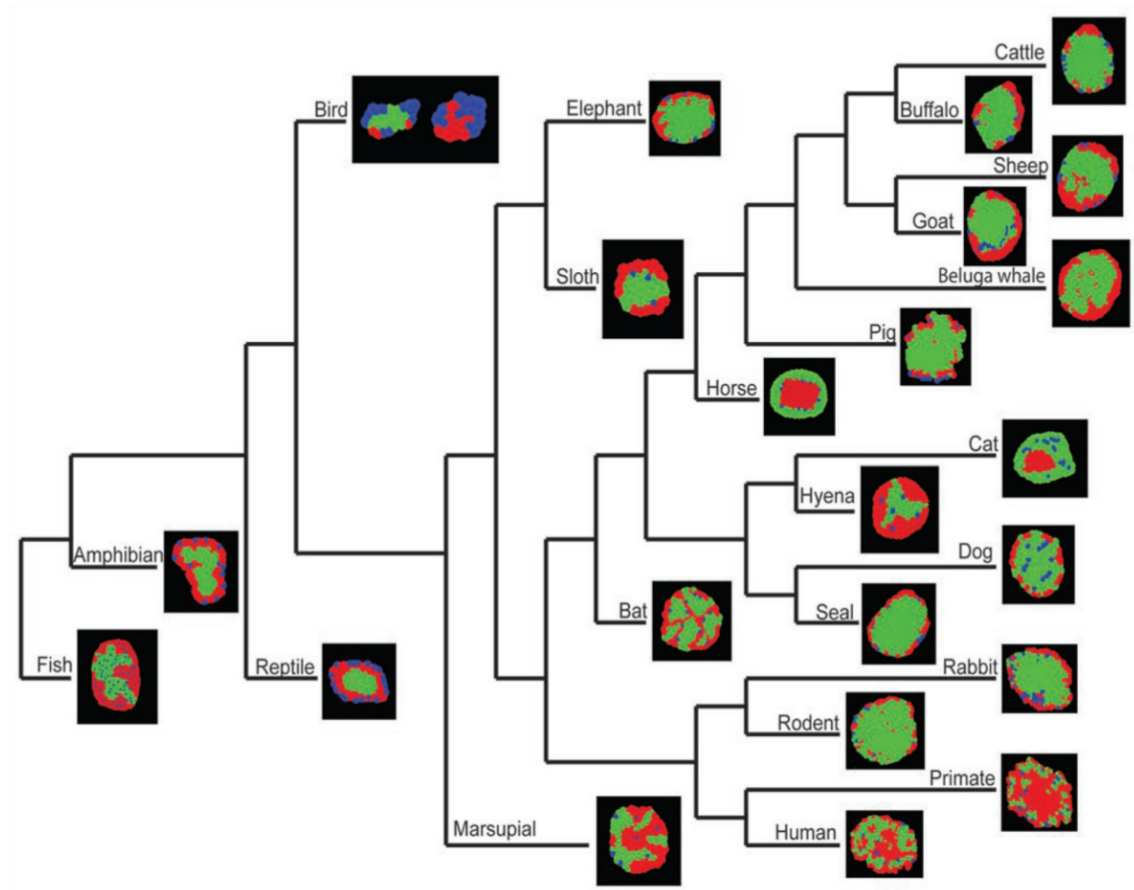 Cattle
Bird
Elephant
Buffalo
Sheep
Goat
Sloth
Beluga whale
Pig
Horse
Cat
Hyena
Amphibian
Dog
Bat
Seal
Fish
Reptile
Rabbit
Rodent
Primate
Marsupial
Human